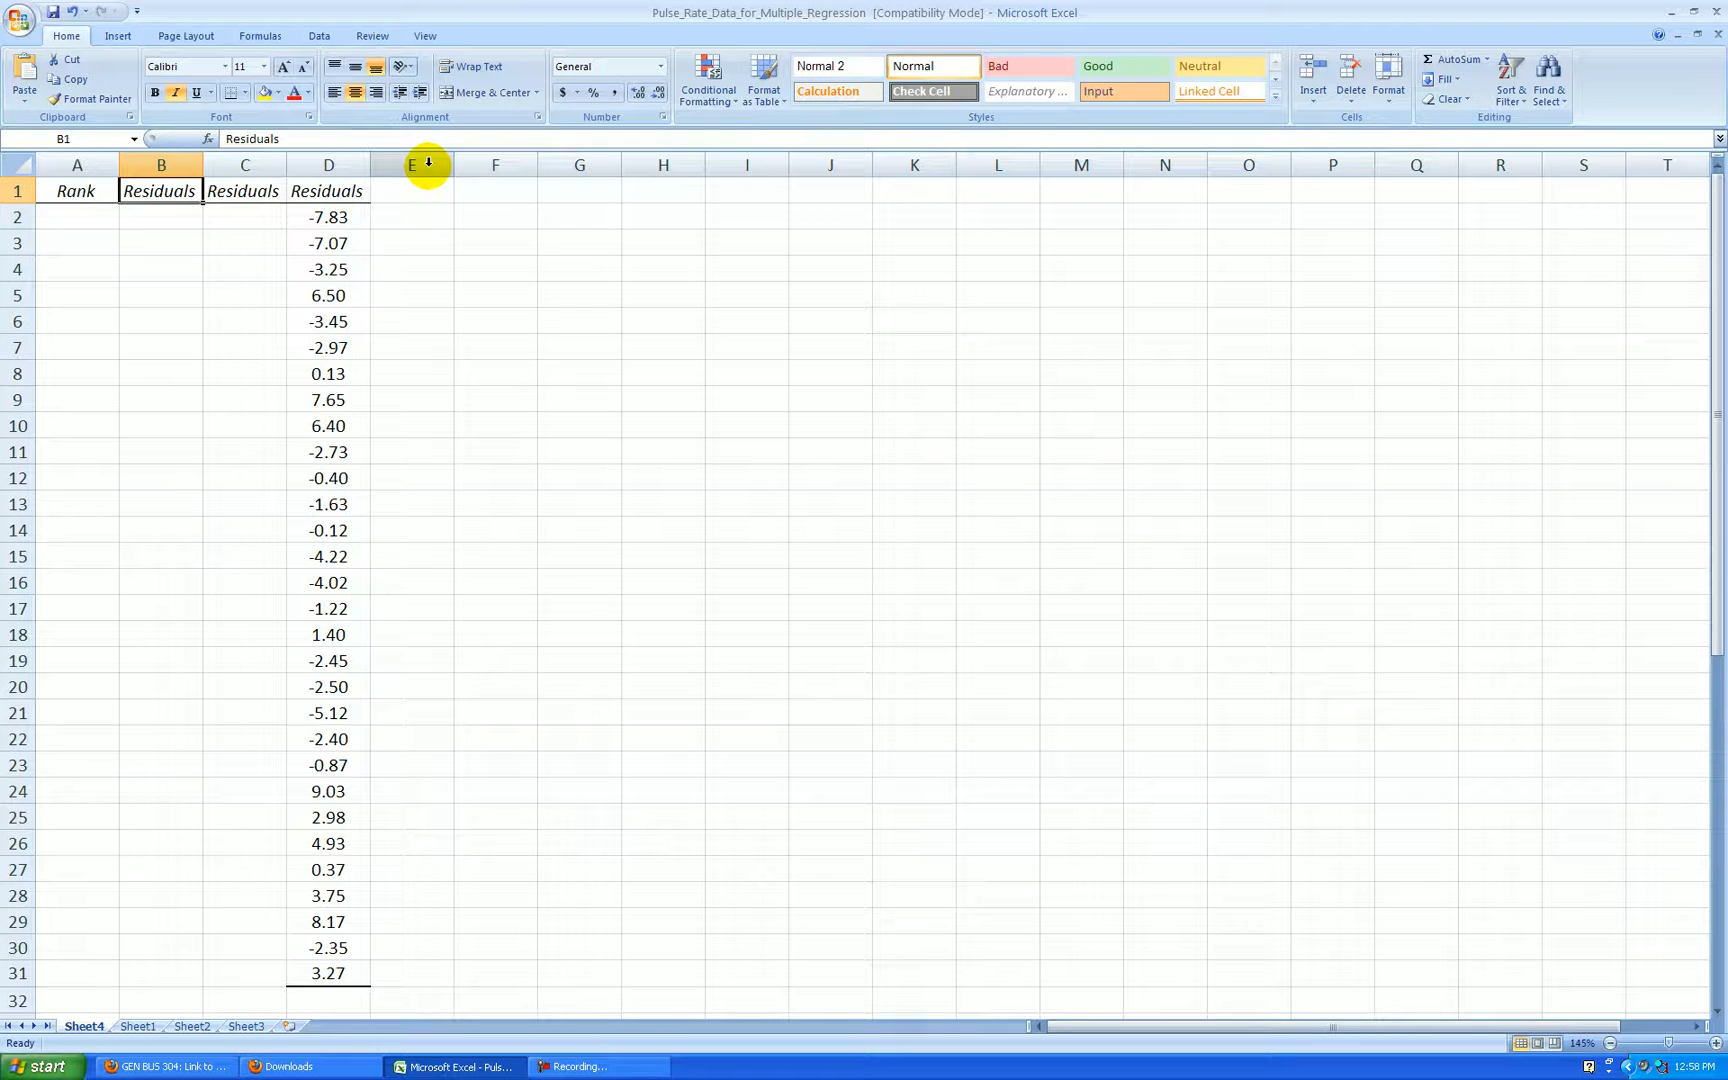 Pulse_Rate_Data_for_Multiple_Regression [Compatibility Mode] - Microsoft Excel
Home Insert Page Layout Formulas Data Review View
Paste
Cut
Copy
Format Painter
Clipboard
Calibri 11
B I U
Font
Wrap Text
Merge & Center
Alignment
General
$ % ,
Number
Conditional Formatting
Format as Table
Normal 2 Normal Bad Good Neutral
Calculation Check Cell Explanatory ... Input Linked Cell
Styles
Insert Delete Format
Cells
Σ AutoSum
Fill
Clear
Sort & Filter
Find & Select
Editing
B1 fx Residuals
A B C D E F G H I J K L M N O P Q R S T
1 Rank Residuals Residuals Residuals
2 -7.83
3 -7.07
4 -3.25
5 6.50
6 -3.45
7 -2.97
8 0.13
9 7.65
10 6.40
11 -2.73
12 -0.40
13 -1.63
14 -0.12
15 -4.22
16 -4.02
17 -1.22
18 1.40
19 -2.45
20 -2.50
21 -5.12
22 -2.40
23 -0.87
24 9.03
25 2.98
26 4.93
27 0.37
28 3.75
29 8.17
30 -2.35
31 3.27
32
Sheet4 Sheet1 Sheet2 Sheet3
Ready 145%
start GEN BUS 304: Link to ... Downloads Microsoft Excel - Puls... Recording... 12:58 PM